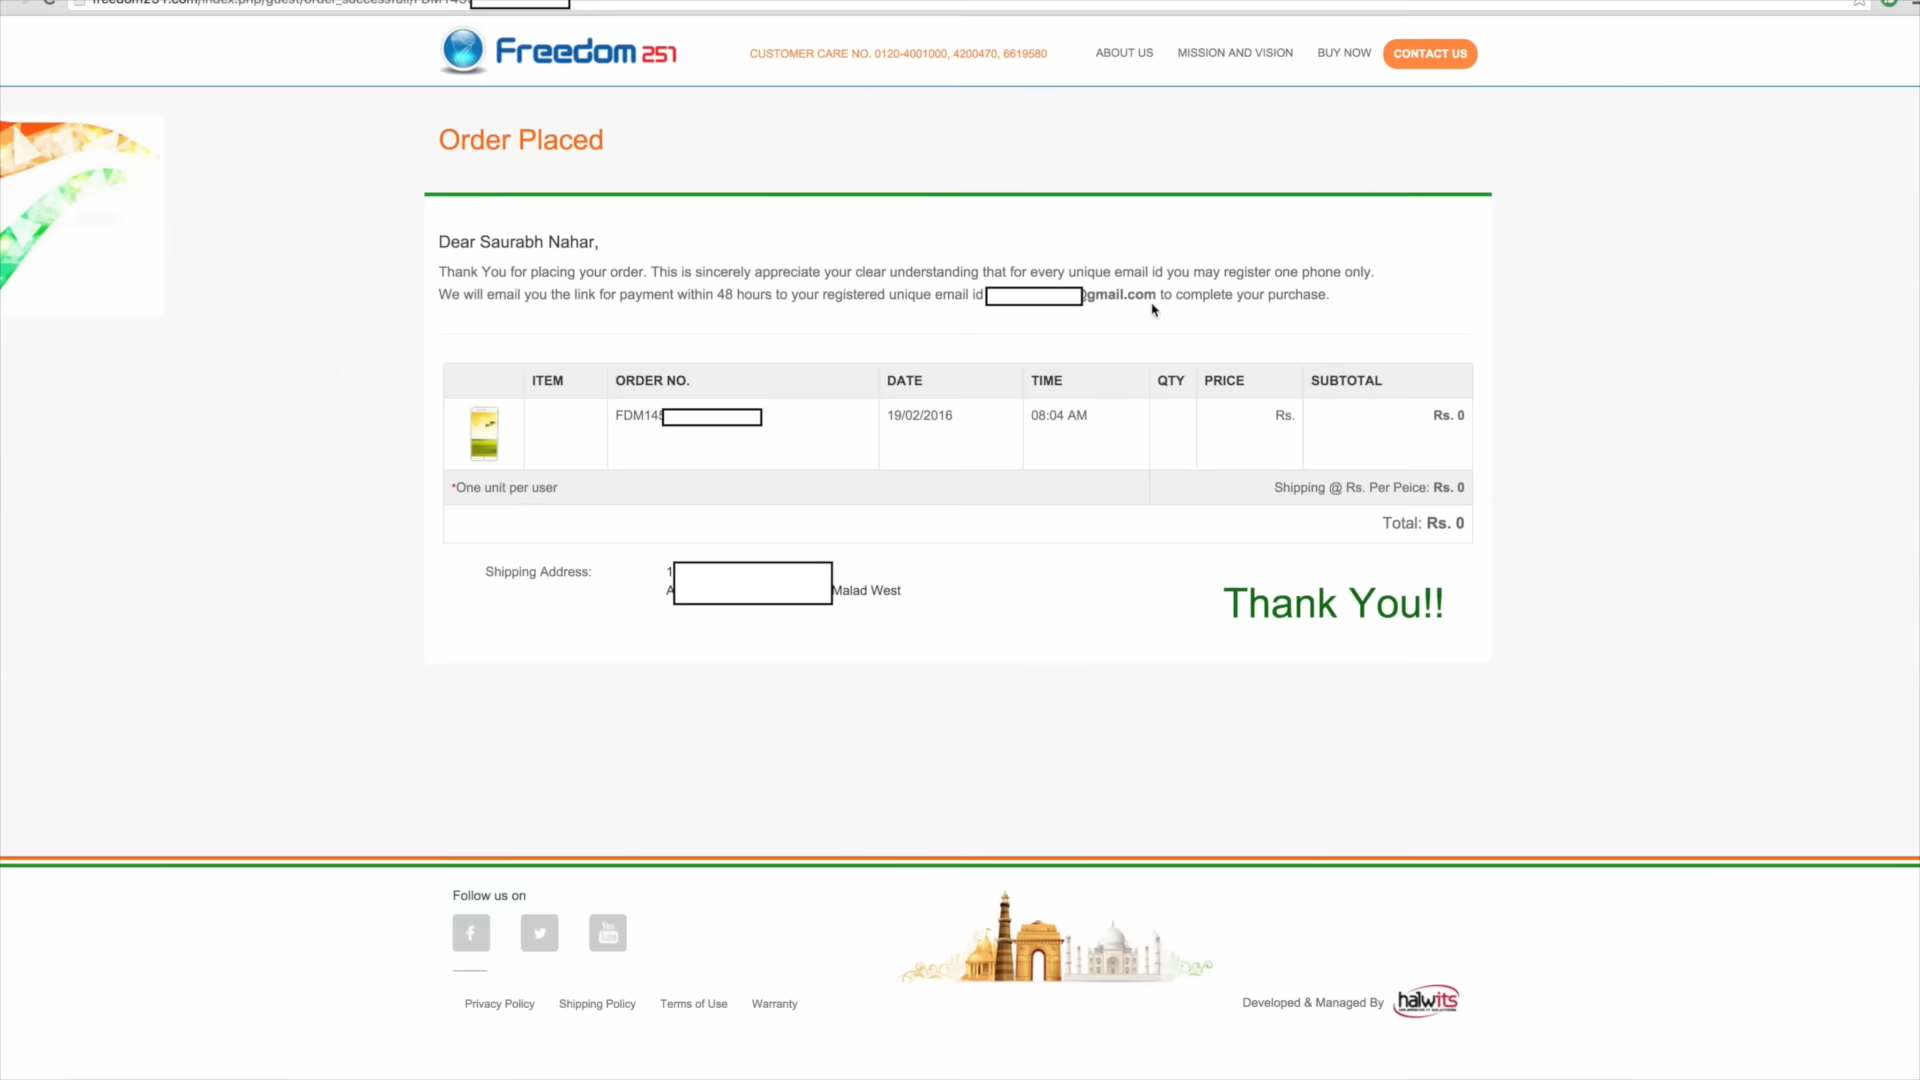 Freedom 251
CUSTOMER CARE NO. 0120-4001000, 4200470, 6619580
ABOUT US
MISSION AND VISION
BUY NOW
CONTACT US
Order Placed
Dear Saurabh Nahar,
Thank You for placing your order. This is sincerely appreciate your clear understanding that for every unique email id you may register one phone only.
We will email you the link for payment within 48 hours to your registered unique email id @gmail.com to complete your purchase.
ITEM ORDER NO. DATE TIME QTY PRICE SUBTOTAL
FDM145 19/02/2016 08:04 AM Rs. Rs. 0
*One unit per user Shipping @ Rs. Per Peice: Rs. 0
Total: Rs. 0
Shipping Address: 1
A Malad West
Thank You!!
Follow us on
f
You Tube
Privacy Policy Shipping Policy Terms of Use Warranty
Developed & Managed By halwits